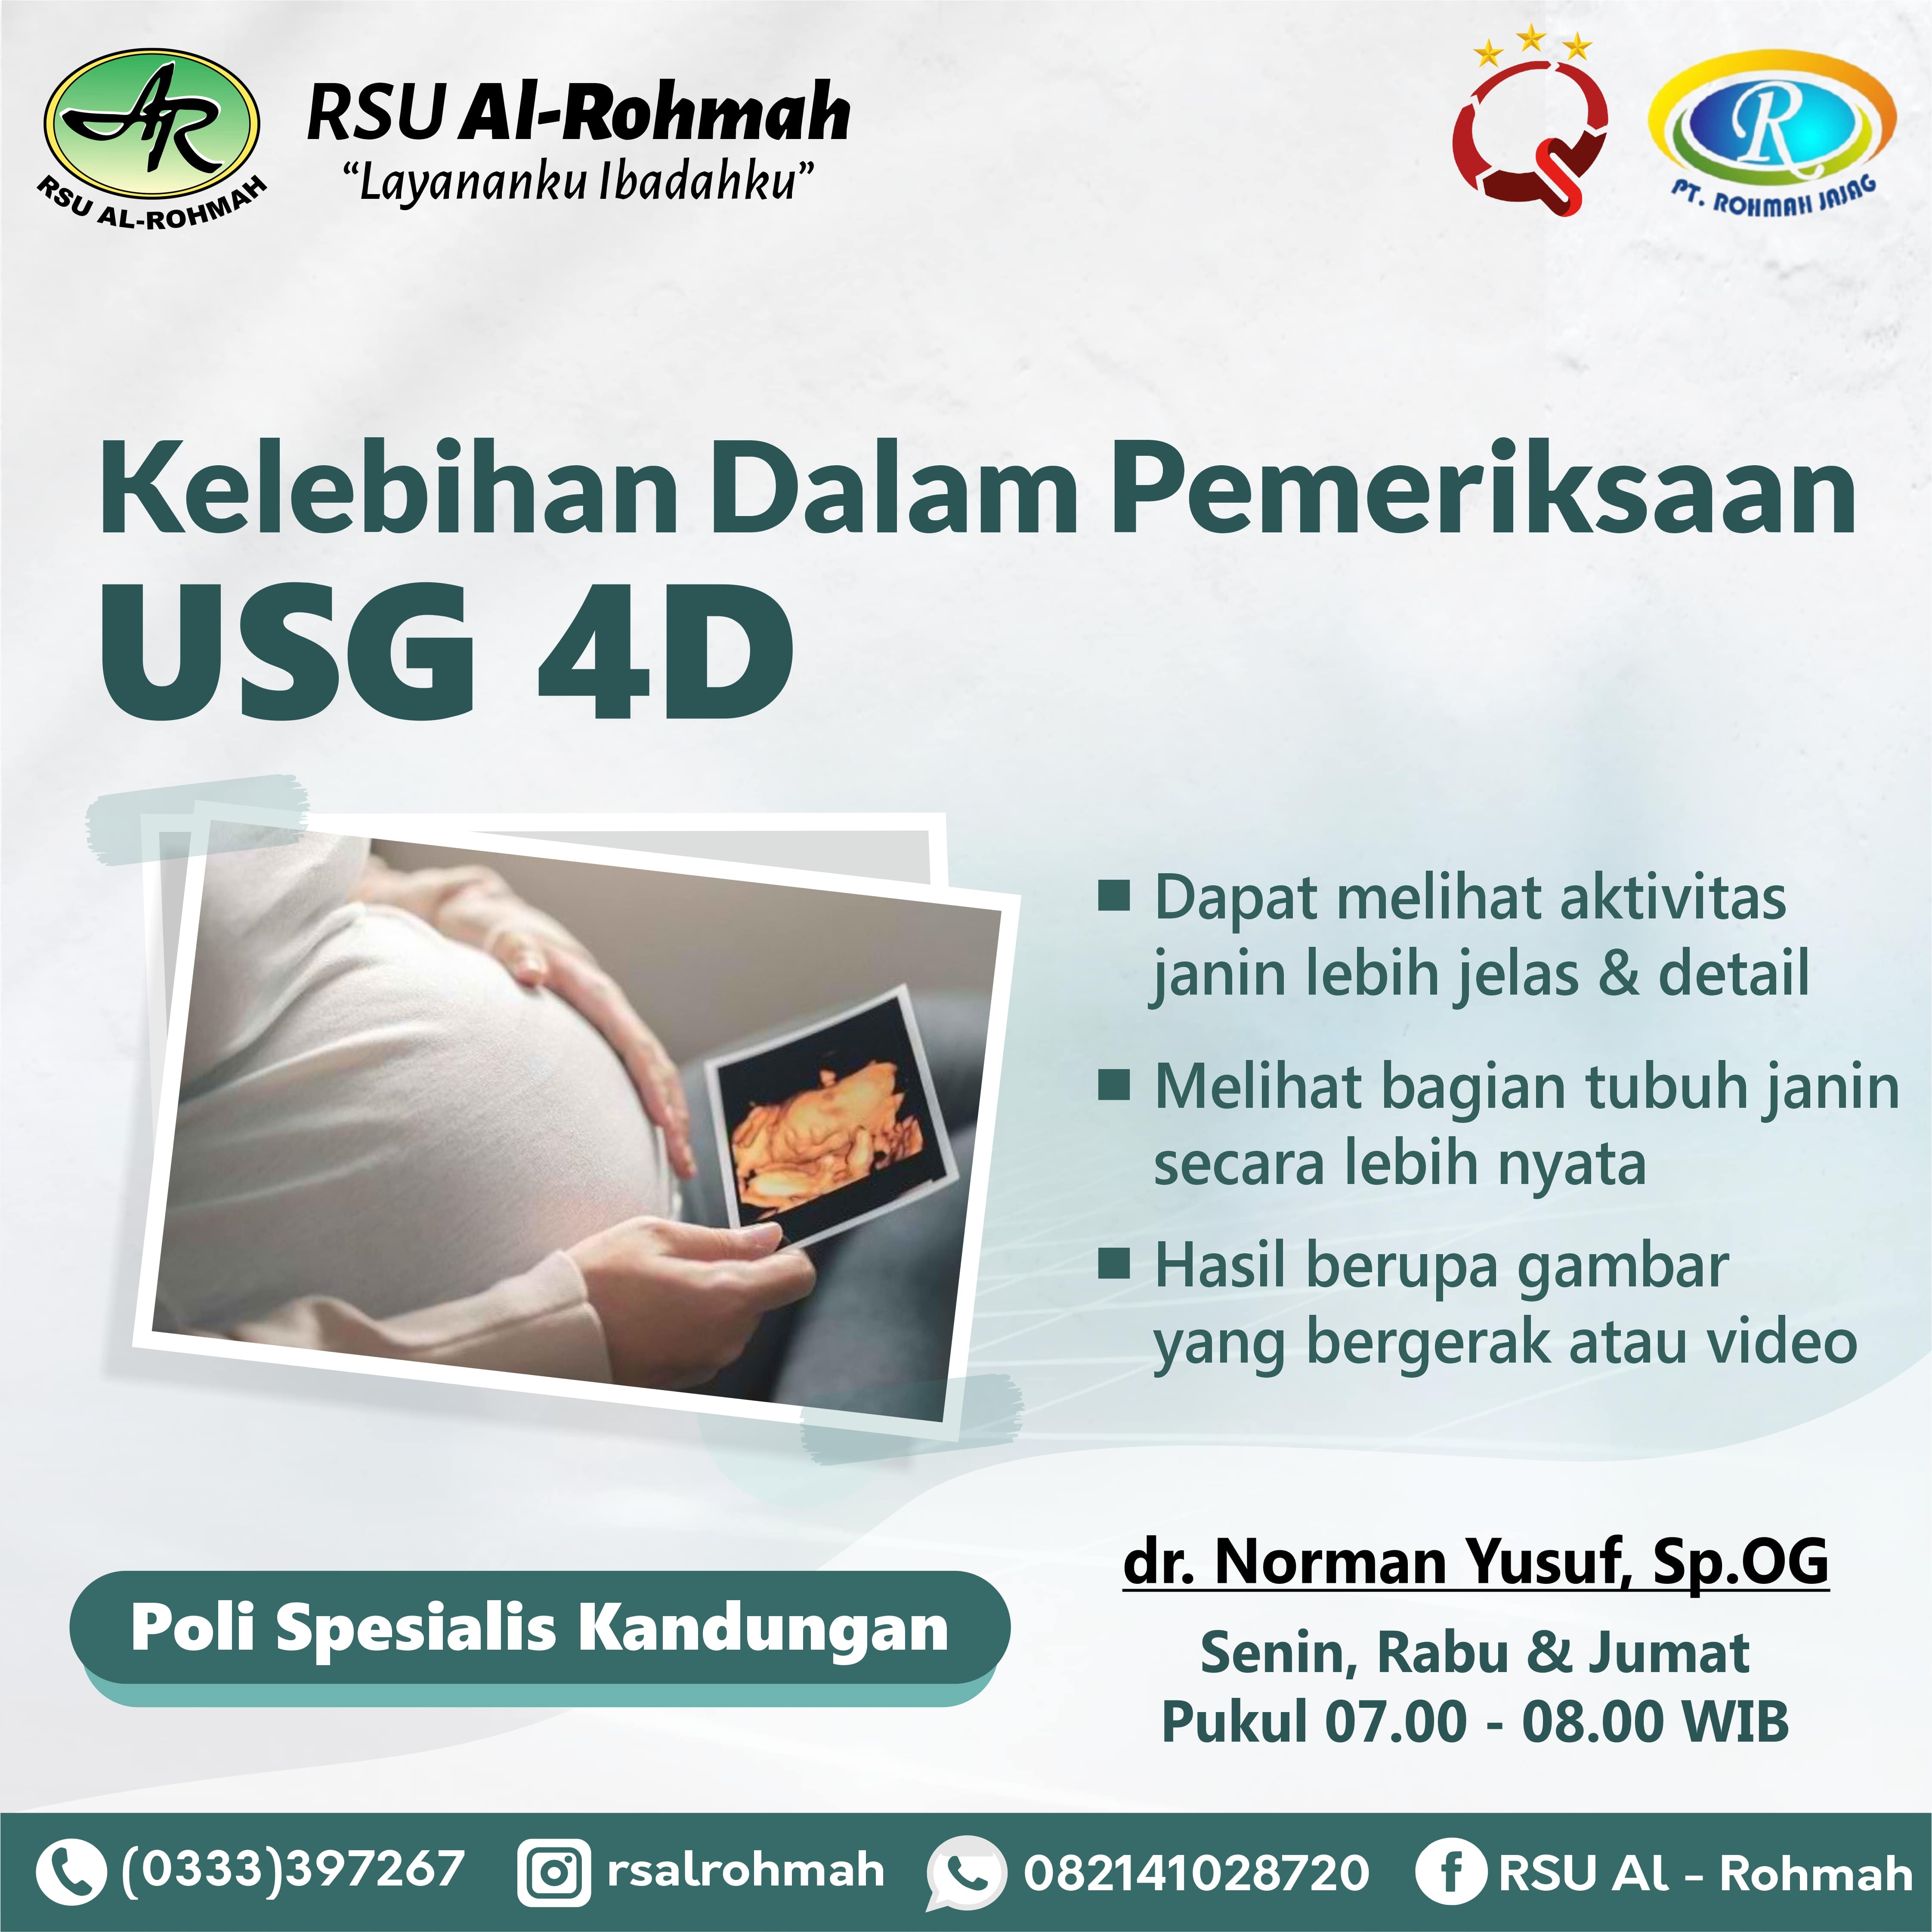 RSU AL-ROHMAH
RSU Al-Rohmah
“Layananku Ibadahku”
R
PT. ROHMAH JAJAG
Kelebihan Dalam Pemeriksaan
USG 4D
■ Dapat melihat aktivitas
janin lebih jelas & detail
■ Melihat bagian tubuh janin
secara lebih nyata
■ Hasil berupa gambar
yang bergerak atau video
Poli Spesialis Kandungan
dr. Norman Yusuf, Sp.OG
Senin, Rabu & Jumat
Pukul 07.00 - 08.00 WIB
(0333)397267
rsalrohmah
082141028720
RSU Al - Rohmah